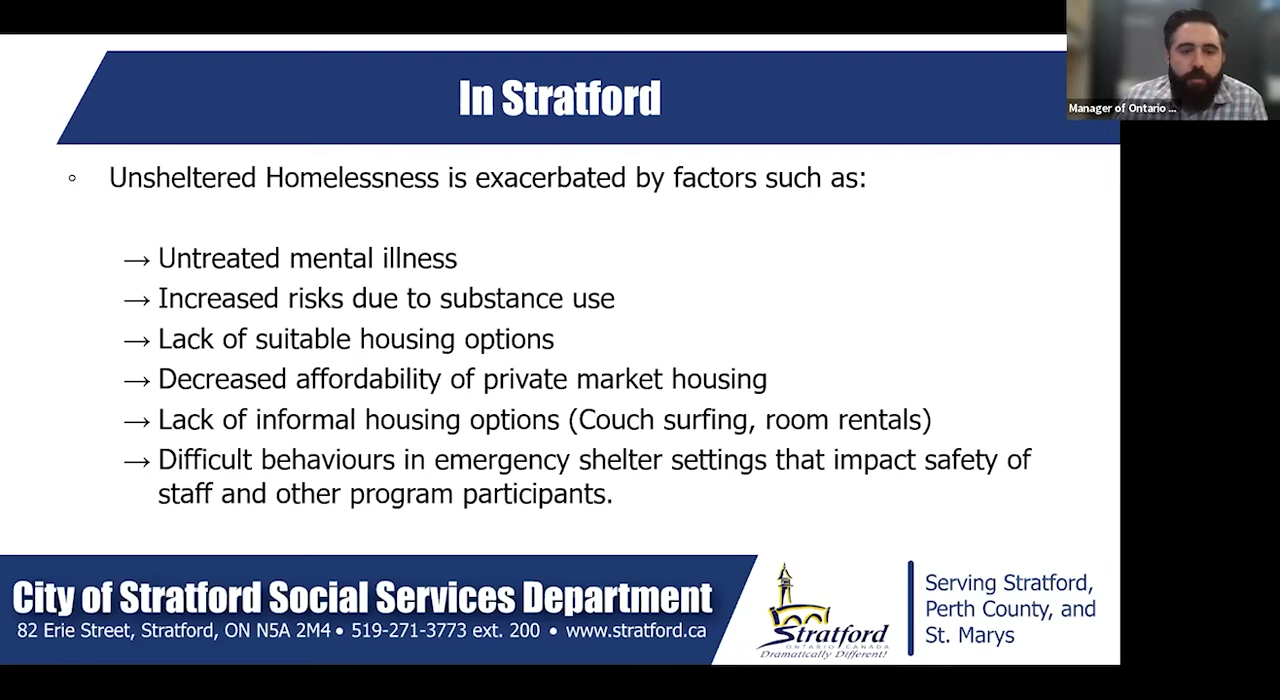 In Stratford
Manager of Ontario ...
◦ Unsheltered Homelessness is exacerbated by factors such as:
→ Untreated mental illness
→ Increased risks due to substance use
→ Lack of suitable housing options
→ Decreased affordability of private market housing
→ Lack of informal housing options (Couch surfing, room rentals)
→ Difficult behaviours in emergency shelter settings that impact safety of
staff and other program participants.
City of Stratford Social Services Department
82 Erie Street, Stratford, ON N5A 2M4 • 519-271-3773 ext. 200 • www.stratford.ca
Stratford
ONTARIO CANADA
Dramatically Different!
Serving Stratford,
Perth County, and
St. Marys